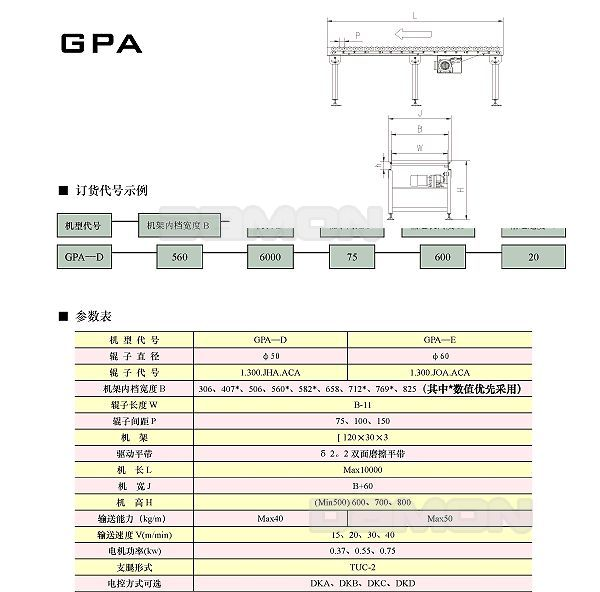 GPA
L
P
J
B
W
h
H
■ 订货代号示例
机型代号 机架内档宽度B
GPA—D 560 6000 75 600 20
■ 参数表
机型代号 GPA—D GPA—E
辊子直径 φ50 φ60
辊子代号 1.300.JHA.ACA 1.300.JOA.ACA
机架内档宽度B 306、407*、506、560*、582*、658、712*、769*、825 (其中*数值优先采用)
辊子长度W B-11
辊子间距P 75、100、150
机架 [120×30×3
驱动平带 δ2。2双面磨擦平带
机长L Max10000
机宽J B+60
机高H (Min500) 600、700、800
输送能力 (kg/m) Max40 Max50
输送速度V(m/min) 15、20、30、40
电机功率(kw) 0.37、0.55、0.75
支腿形式 TUC-2
电控方式可选 DKA、DKB、DKC、DKD